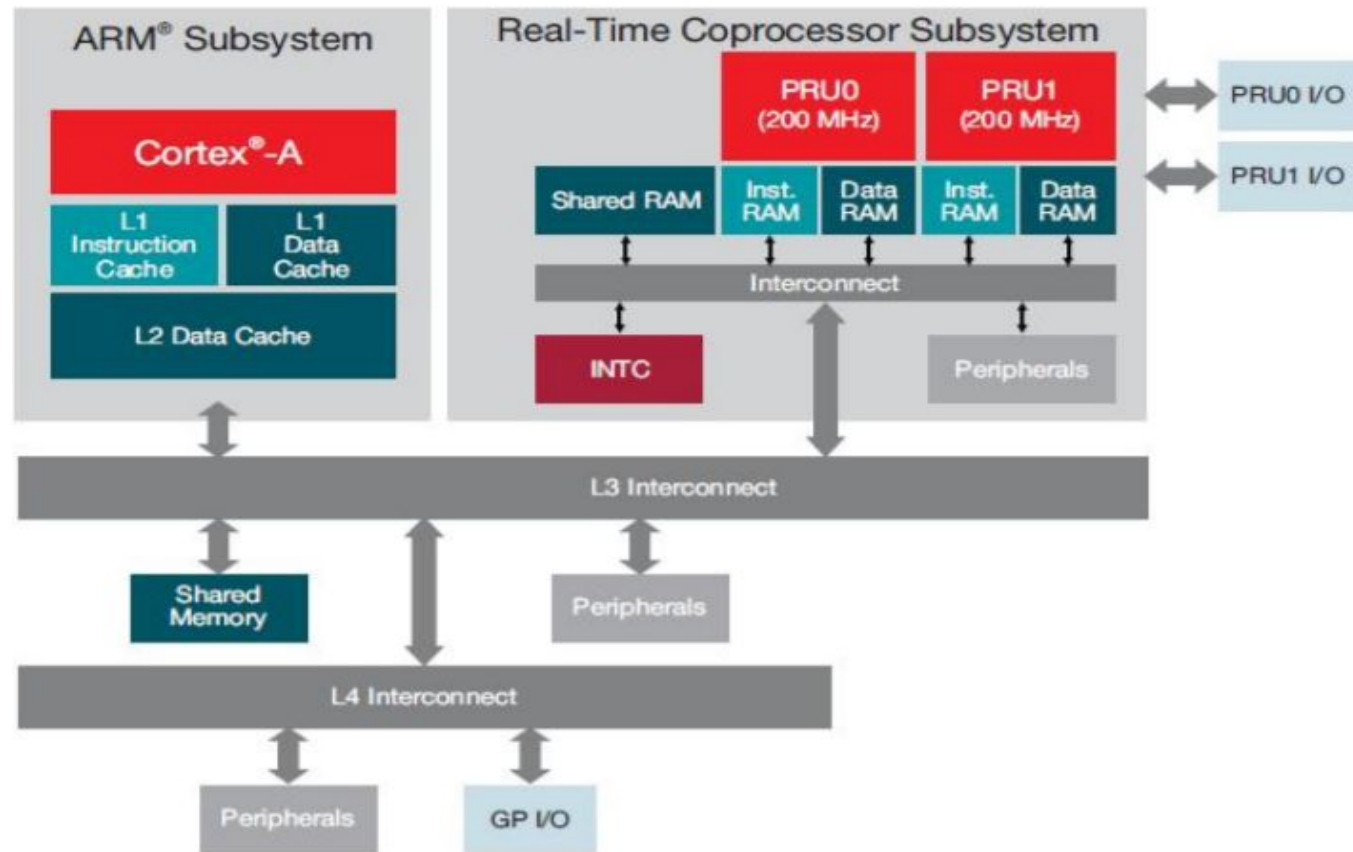 ARM® Subsystem
Real-Time Coprocessor Subsystem
Cortex®-A
L1
Instruction
Cache
L1
Data
Cache
L2 Data Cache
PRU0
(200 MHz)
PRU1
(200 MHz)
Shared RAM
Inst.
RAM
Data
RAM
Inst.
RAM
Data
RAM
Interconnect
INTC
Peripherals
PRU0 I/O
PRU1 I/O
L3 Interconnect
Shared
Memory
Peripherals
L4 Interconnect
Peripherals
GP I/O